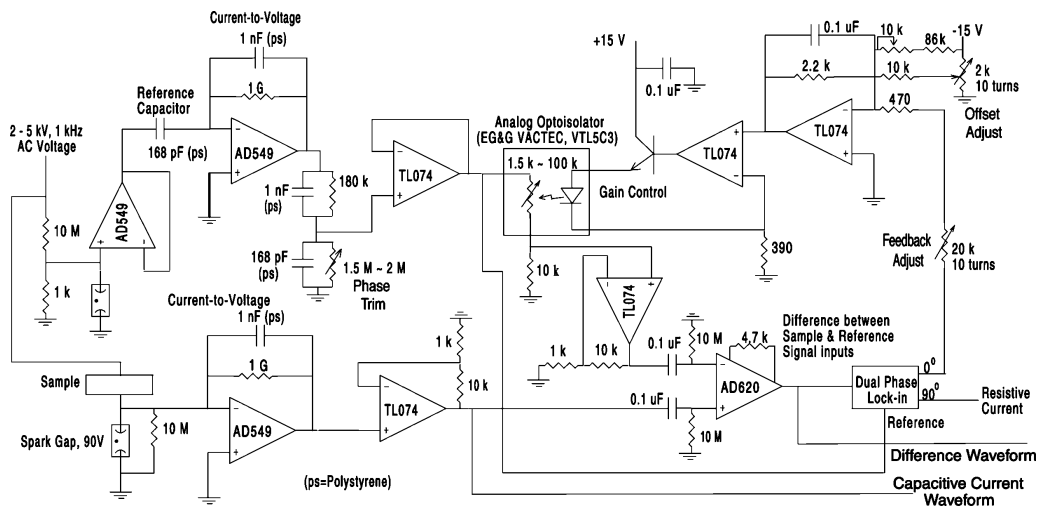 Current-to-Voltage
1 nF (ps)
1 G
Reference
Capacitor
2 - 5 kV, 1 kHz
AC Voltage
168 pF (ps)
AD549
AD549
10 M
1 k
+
-
-
+
1 nF
(ps)
180 k
168 pF
(ps)
1.5 M ~ 2 M
Phase
Trim
-
+
TL074
+15 V
0.1 uF
Analog Optoisolator
(EG&G VACTEC, VTL5C3)
1.5 k ~ 100 k
Gain Control
10 k
TL074
+
-
0.1 uF
2.2 k
10 k
86k
-15 V
10 k
2 k
10 turns
Offset
Adjust
470
TL074
-
+
390
Feedback
Adjust
20 k
10 turns
-
+
TL074
1 k
10 k
Current-to-Voltage
1 nF (ps)
1 G
Sample
Spark Gap, 90V
10 M
-
+
AD549
-
+
TL074
1 k
10 k
0.1 uF
10 M
0.1 uF
10 M
4.7 k
-
+
AD620
Difference between
Sample & Reference
Signal inputs
Dual Phase
Lock-in
0°
90°
Resistive
Current
Reference
Difference Waveform
Capacitive Current
Waveform
(ps=Polystyrene)